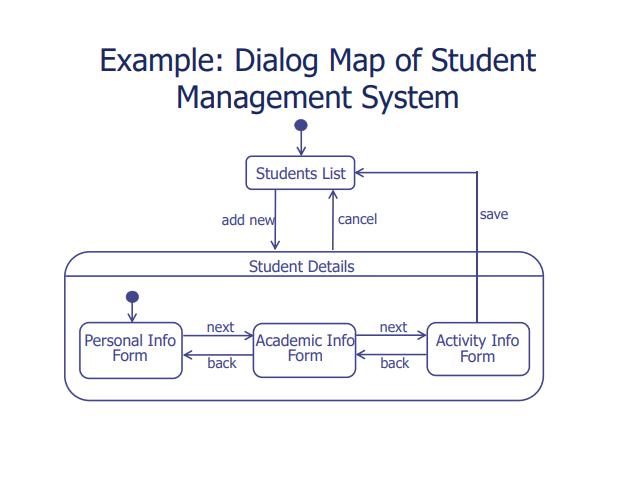 Example: Dialog Map of Student
Management System
Students List
add new
cancel
save
Student Details
Personal Info
Form
next
back
Academic Info
Form
next
back
Activity Info
Form